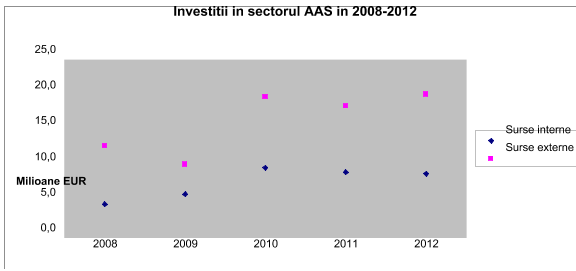 Investitii in sectorul AAS in 2008-2012
25,0
20,0
15,0
10,0
Milioane EUR
5,0
0,0
2008 2009 2010 2011 2012
Surse interne
Surse externe